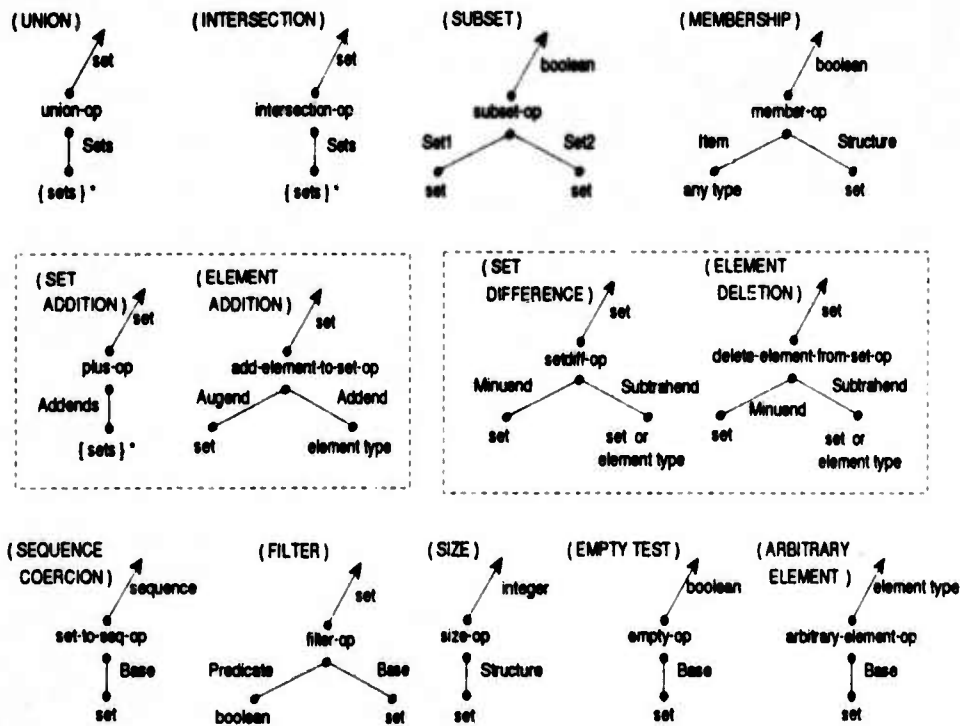 ( UNION )
( INTERSECTION )
( SUBSET )
( MEMBERSHIP )
set
set
boolean
boolean
union-op
intersection-op
subset-op
member-op
Sets
Sets
Set1
Set2
Item
Structure
{ sets } *
{ sets } *
set
set
any type
set
( SET
ADDITION )
( ELEMENT
ADDITION )
( SET
DIFFERENCE )
( ELEMENT
DELETION )
set
set
set
set
plus-op
add-element-to-set-op
setdiff-op
delete-element-from-set-op
Addends
Augend
Addend
Minuend
Subtrahend
Minuend
Subtrahend
{ sets } *
set
element type
set
set or
element type
set
set or
element type
( SEQUENCE
COERCION )
( FILTER )
( SIZE )
( EMPTY TEST )
( ARBITRARY
ELEMENT )
sequence
set
integer
boolean
element type
set-to-seq-op
filter-op
size-op
empty-op
arbitrary-element-op
Base
Predicate
Base
Structure
Base
Base
set
boolean
set
set
set
set